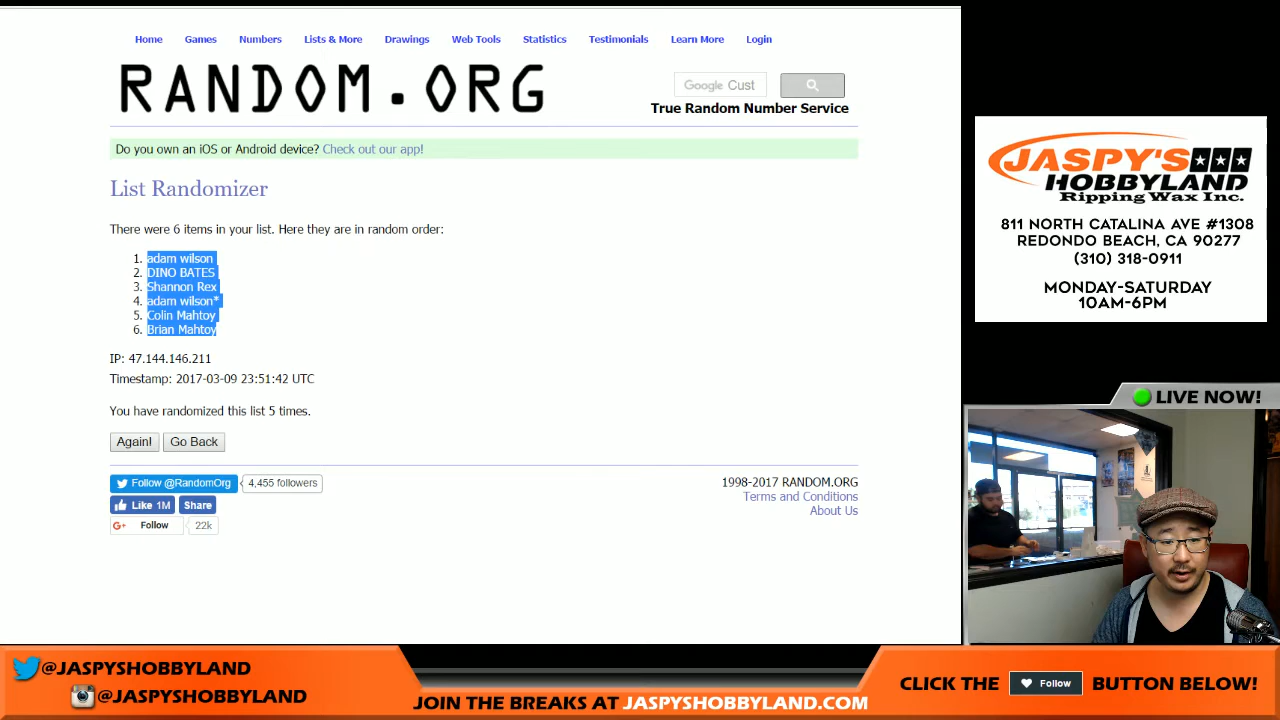 Home Games Numbers Lists & More Drawings Web Tools Statistics Testimonials Learn More Login
RANDOM.ORG
Google Cust
True Random Number Service
Do you own an iOS or Android device? Check out our app!
List Randomizer
There were 6 items in your list. Here they are in random order:
1. adam wilson
2. DINO BATES
3. Shannon Rex
4. adam wilson*
5. Colin Mahtoy
6. Brian Mahtoy
IP: 47.144.146.211
Timestamp: 2017-03-09 23:51:42 UTC
You have randomized this list 5 times.
Again! Go Back
Follow @RandomOrg 4,455 followers
Like 1M Share
G+ Follow 22k
1998-2017 RANDOM.ORG
Terms and Conditions
About Us
JASPY'S
HOBBYLAND
Ripping Wax Inc.
811 NORTH CATALINA AVE #1308
REDONDO BEACH, CA 90277
(310) 318-0911
MONDAY-SATURDAY
10AM-6PM
LIVE NOW!
@JASPYSHOBBYLAND
@JASPYSHOBBYLAND
JOIN THE BREAKS AT JASPYSHOBBYLAND.COM
CLICK THE Follow BUTTON BELOW!